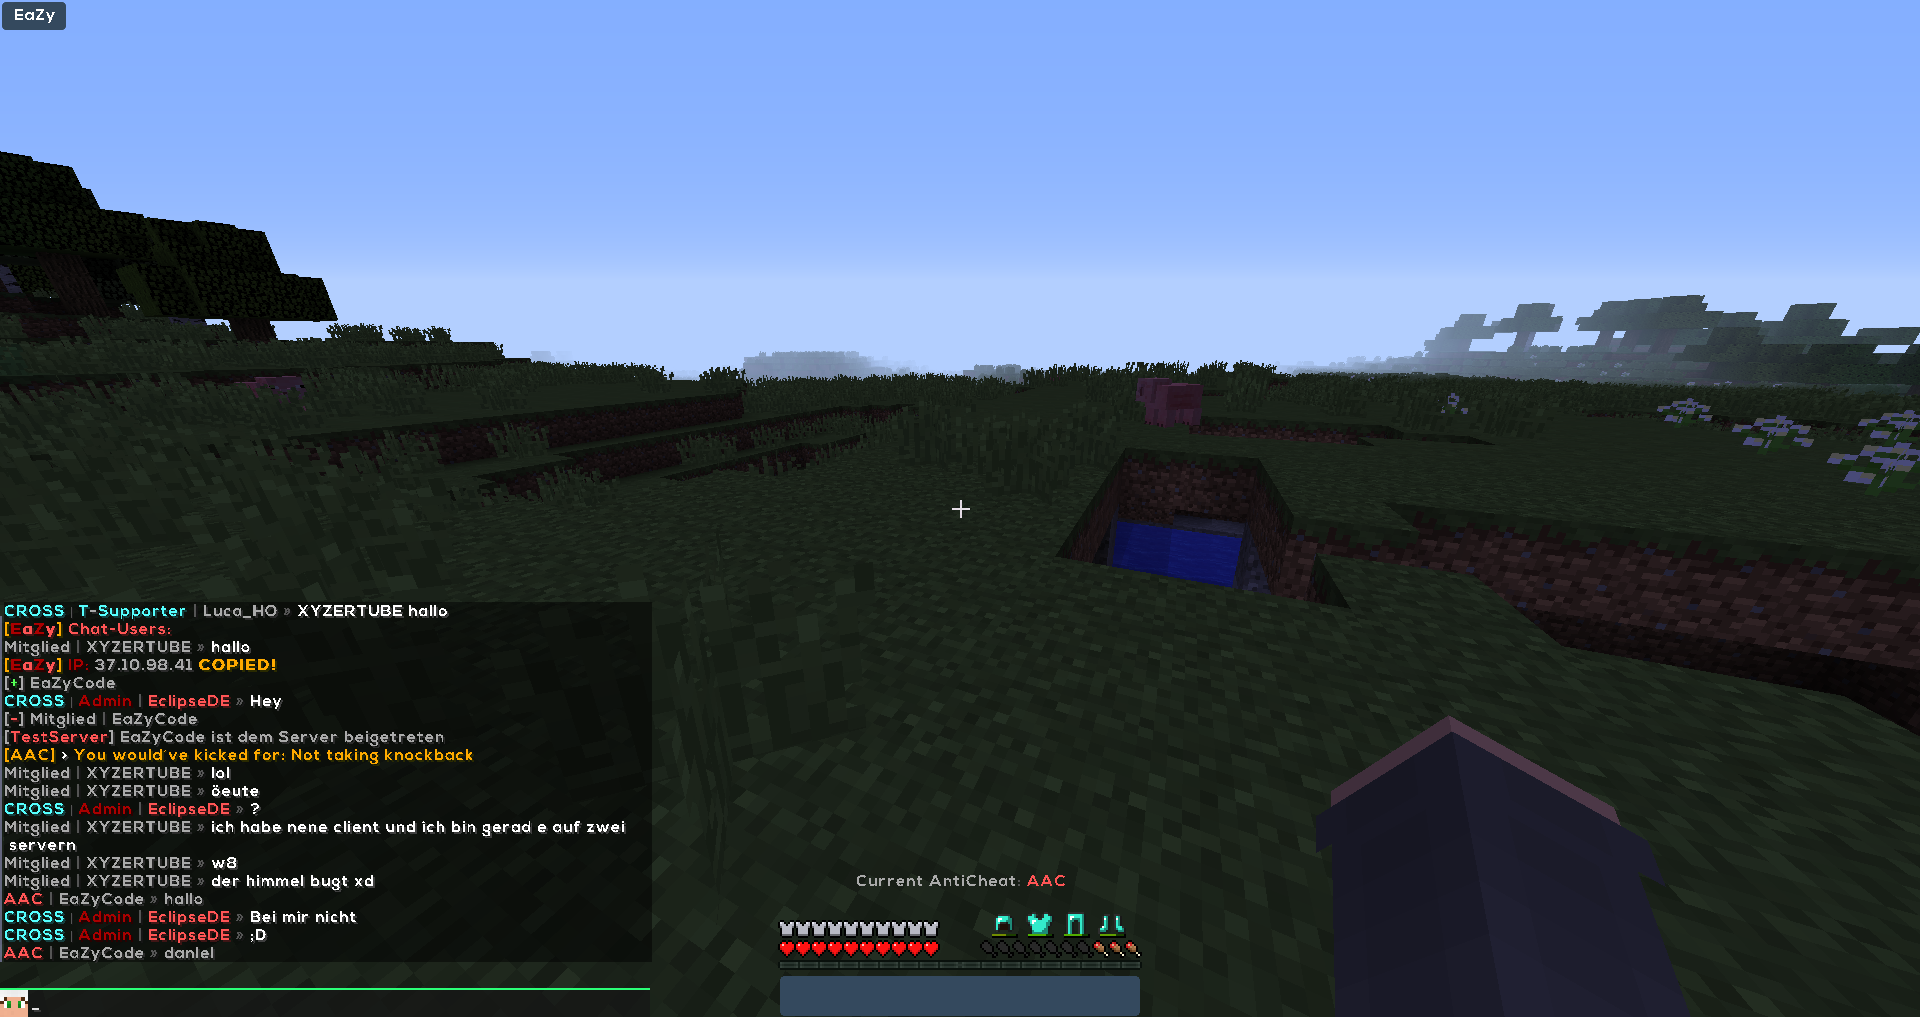 EaZy
CROSS | T-Supporter | Luca_HO » XYZERTUBE hallo
[EaZy] Chat-Users:
Mitglied | XYZERTUBE » hallo
[EaZy] IP: 37.10.98.41 COPIED!
[+] EaZyCode
CROSS | Admin | EclipseDE » Hey
[-] Mitglied | EaZyCode
[TestServer] EaZyCode ist dem Server beigetreten
[AAC] > You would've kicked for: Not taking knockback
Mitglied | XYZERTUBE » lol
Mitglied | XYZERTUBE » öeute
CROSS | Admin | EclipseDE » ?
Mitglied | XYZERTUBE » ich habe nene client und ich bin gerad e auf zwei
servern
Mitglied | XYZERTUBE » w8
Mitglied | XYZERTUBE » der himmel bugt xd
AAC | EaZyCode » hallo
CROSS | Admin | EclipseDE » Bei mir nicht
CROSS | Admin | EclipseDE » ;D
AAC | EaZyCode » danlel
Current AntiCheat: AAC
_